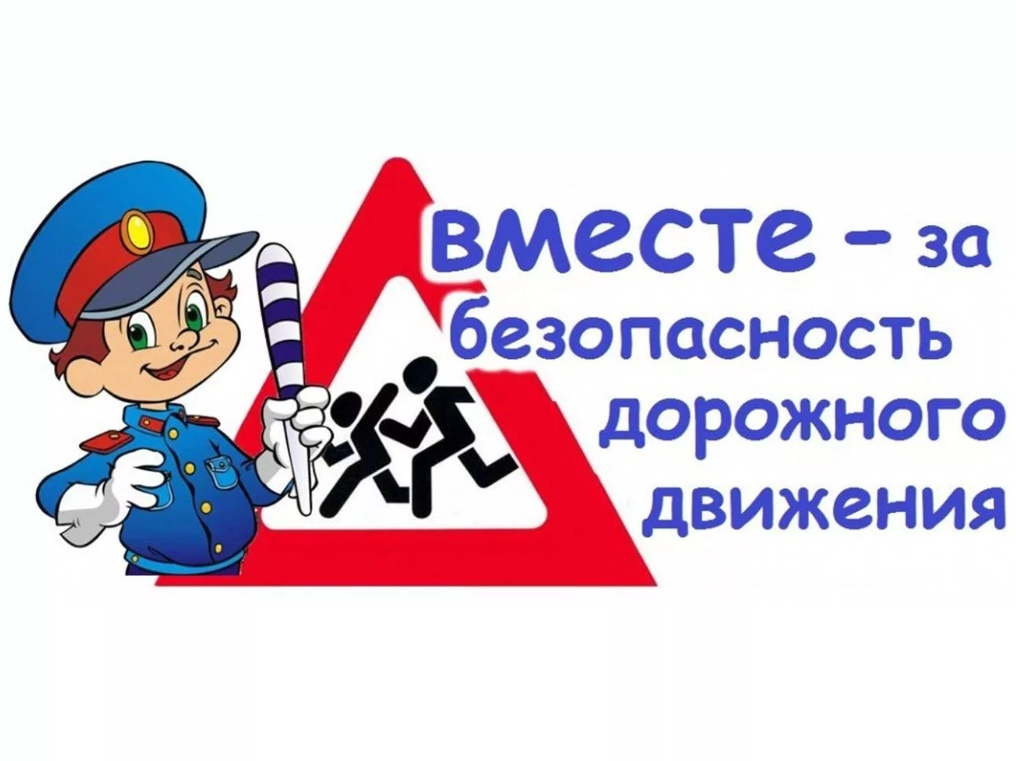 вместе - за
безопасность
дорожного
движения